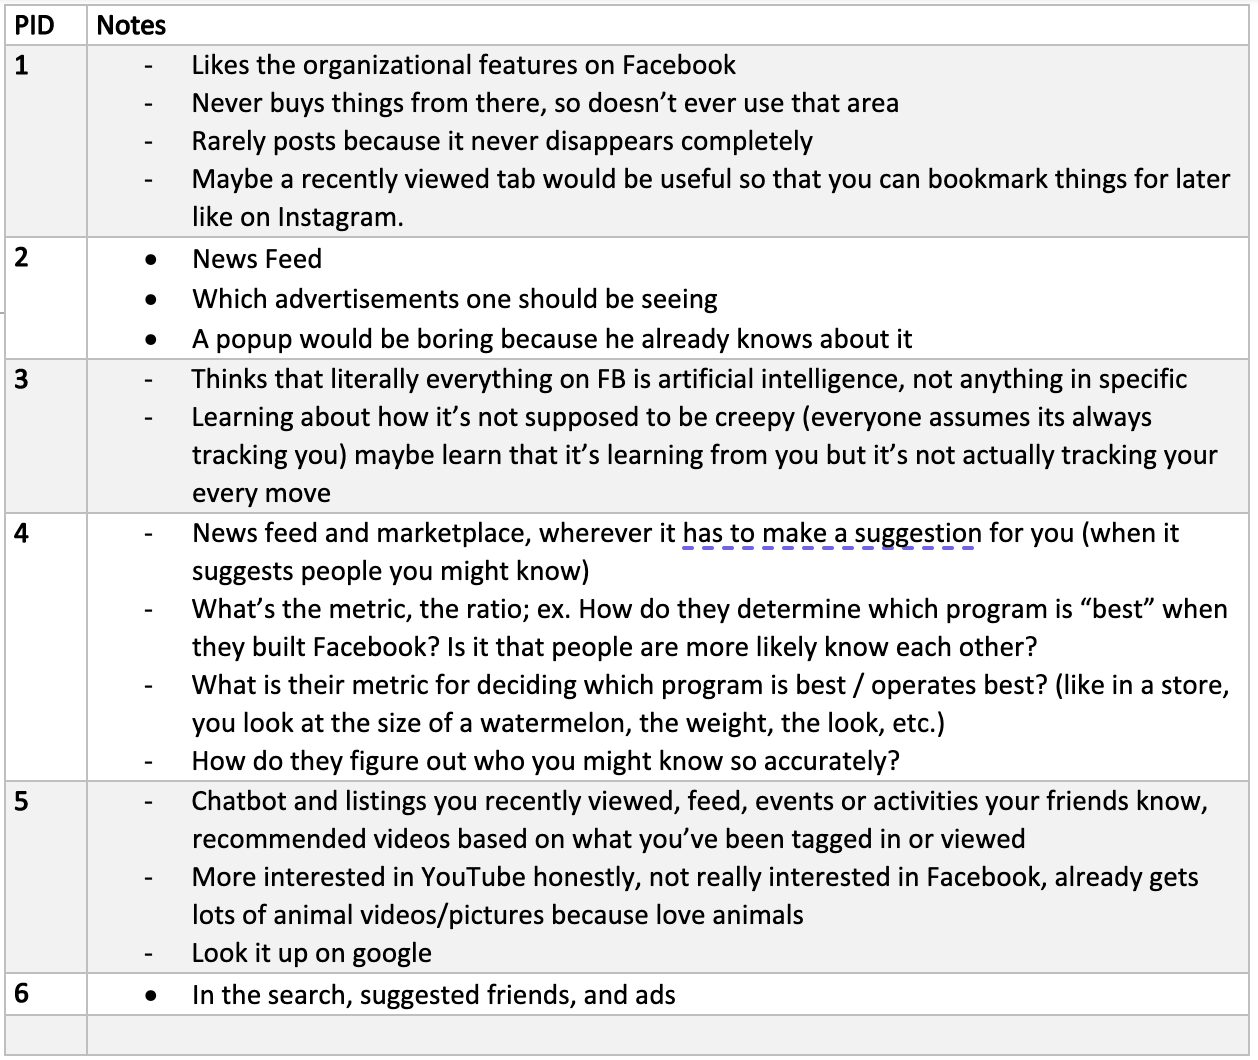 PID Notes
1 - Likes the organizational features on Facebook
- Never buys things from there, so doesn’t ever use that area
- Rarely posts because it never disappears completely
- Maybe a recently viewed tab would be useful so that you can bookmark things for later
like on Instagram.
2 • News Feed
• Which advertisements one should be seeing
• A popup would be boring because he already knows about it
3 - Thinks that literally everything on FB is artificial intelligence, not anything in specific
- Learning about how it’s not supposed to be creepy (everyone assumes its always
tracking you) maybe learn that it’s learning from you but it’s not actually tracking your
every move
4 - News feed and marketplace, wherever it has to make a suggestion for you (when it
suggests people you might know)
- What’s the metric, the ratio; ex. How do they determine which program is “best” when
they built Facebook? Is it that people are more likely know each other?
- What is their metric for deciding which program is best / operates best? (like in a store,
you look at the size of a watermelon, the weight, the look, etc.)
- How do they figure out who you might know so accurately?
5 - Chatbot and listings you recently viewed, feed, events or activities your friends know,
recommended videos based on what you’ve been tagged in or viewed
- More interested in YouTube honestly, not really interested in Facebook, already gets
lots of animal videos/pictures because love animals
- Look it up on google
6 • In the search, suggested friends, and ads